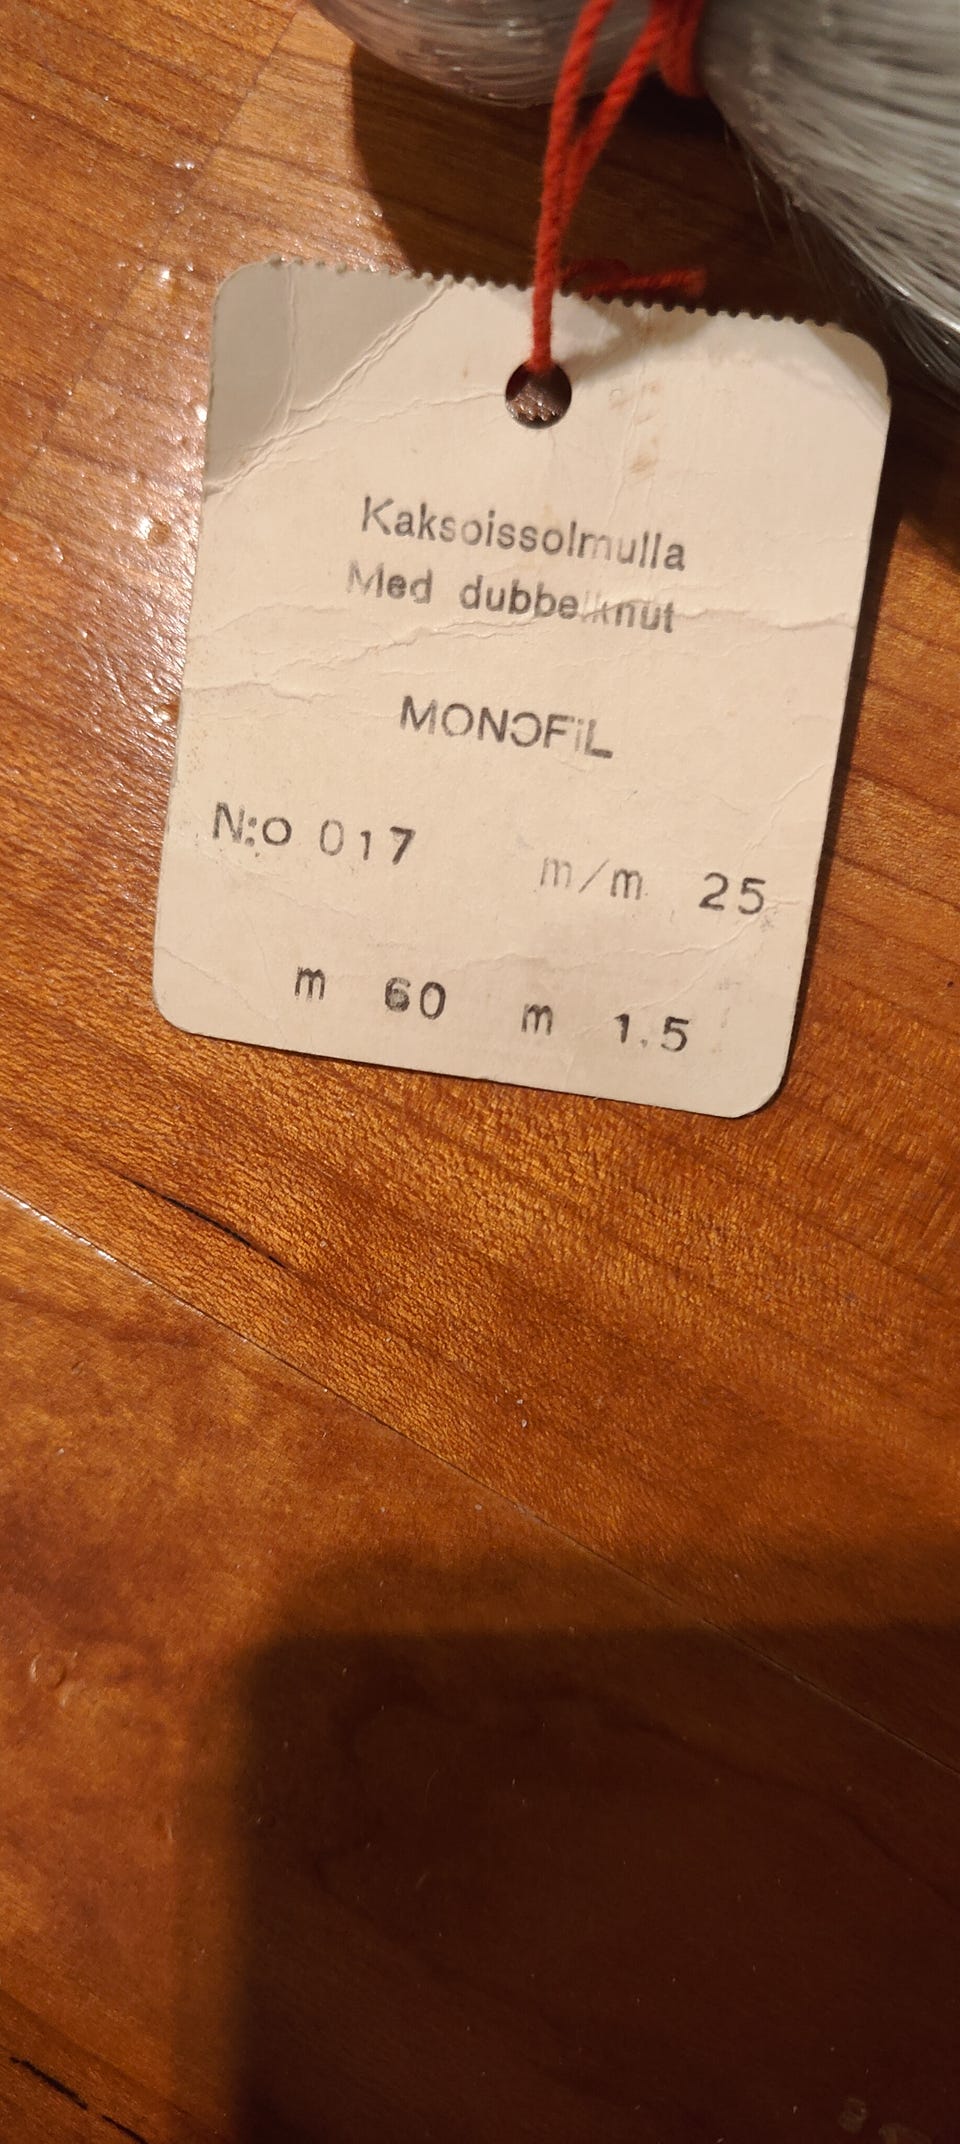 Kaksoissolmulla
Med dubbelknut
MONOFiL
N:o 017 m/m 25
m 60 m 1.5